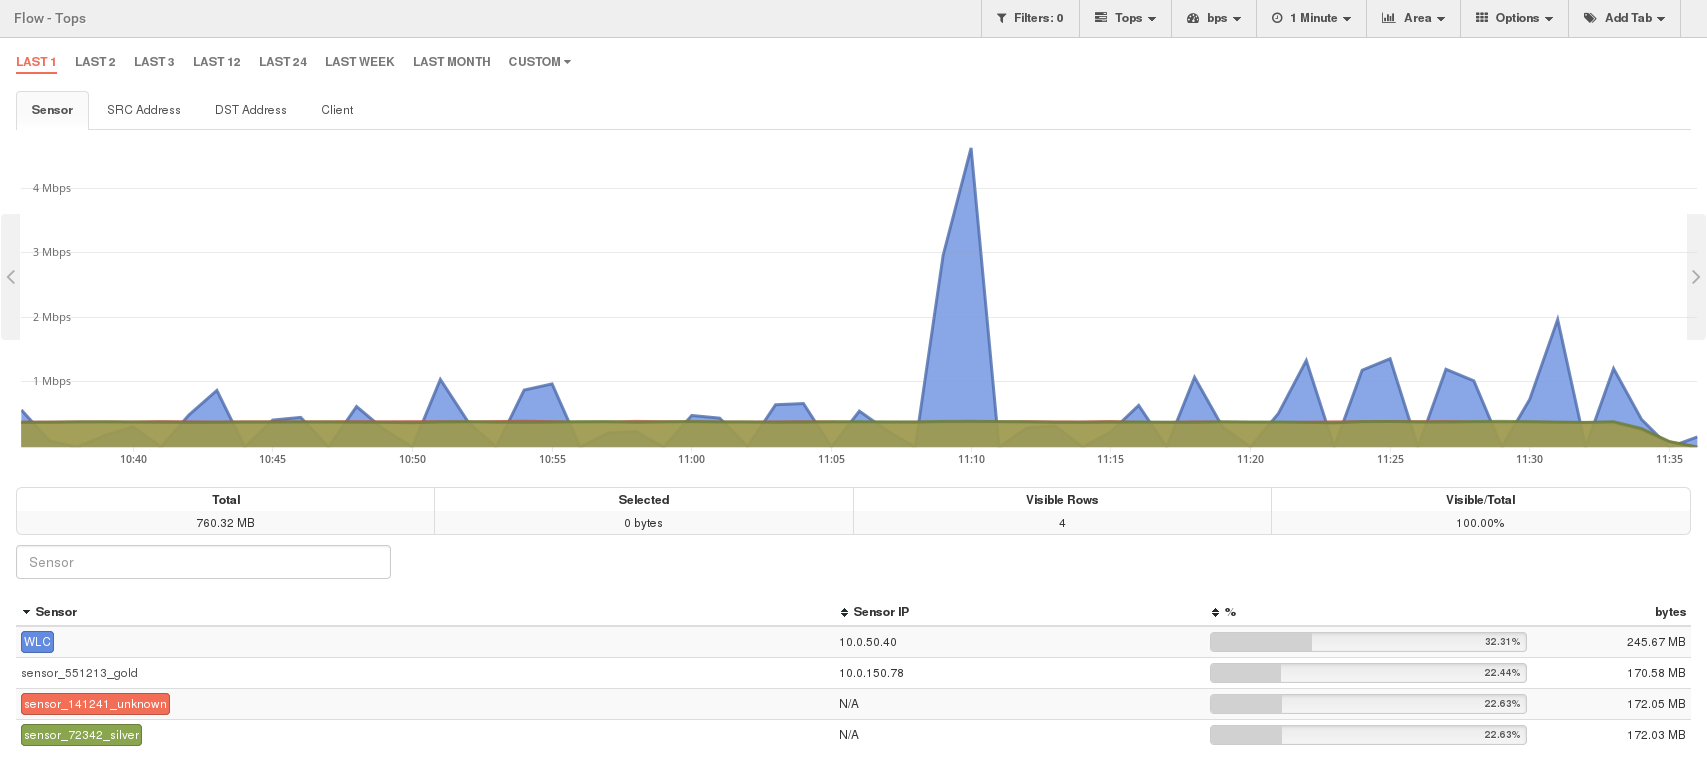 Flow - Tops Filters: 0 Tops bps 1 Minute Area Options Add Tab
LAST 1 LAST 2 LAST 3 LAST 12 LAST 24 LAST WEEK LAST MONTH CUSTOM
Sensor SRC Address DST Address Client
4 Mbps
3 Mbps
2 Mbps
1 Mbps
10:40 10:45 10:50 10:55 11:00 11:05 11:10 11:15 11:20 11:25 11:30 11:35
Total Selected Visible Rows Visible/Total
760.32 MB 0 bytes 4 100.00%
Sensor
Sensor Sensor IP % bytes
WLC 10.0.50.40 32.31% 245.67 MB
sensor_551213_gold 10.0.150.78 22.44% 170.58 MB
sensor_141241_unknown N/A 22.63% 172.05 MB
sensor_72342_silver N/A 22.63% 172.03 MB